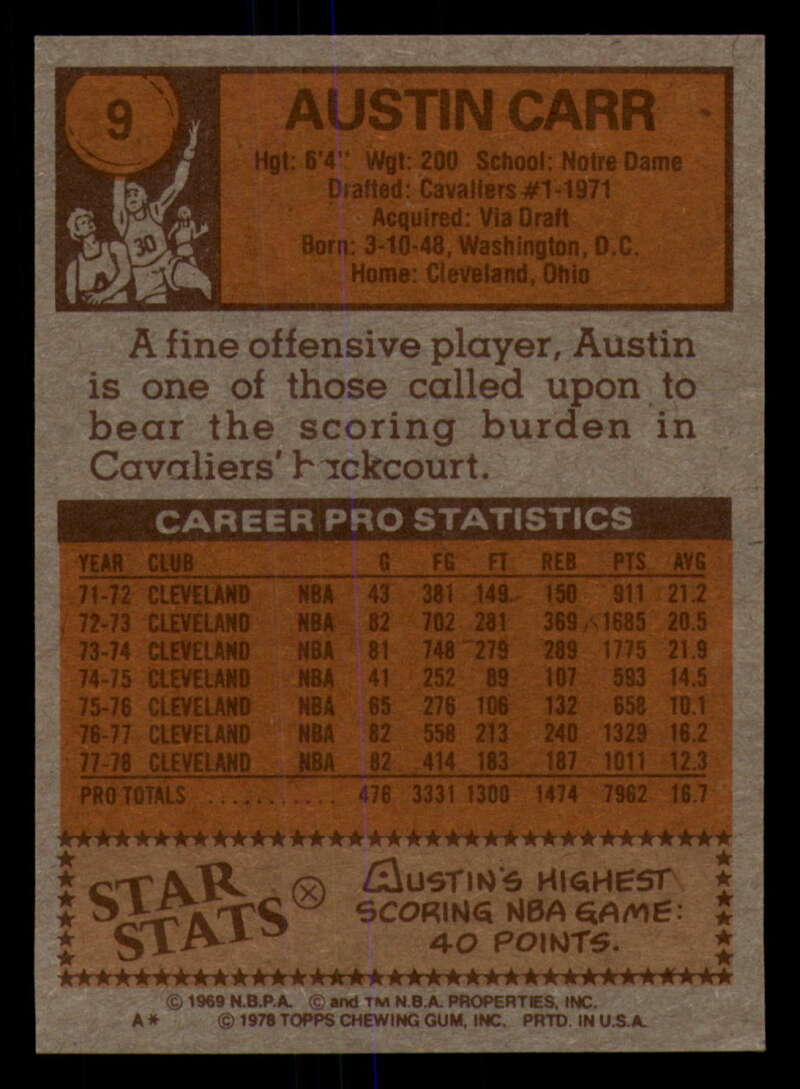 9
AUSTIN CARR
Hgt: 6'4" Wgt: 200 School: Notre Dame
Drafted: Cavaliers #1-1971
Acquired: Via Draft
Born: 3-10-48, Washington, D.C.
Home: Cleveland, Ohio
30
A fine offensive player, Austin
is one of those called upon to
bear the scoring burden in
Cavaliers' backcourt.
CAREER PRO STATISTICS
YEAR CLUB G FG FT REB PTS AVG
71-72 CLEVELAND NBA 43 381 149 150 911 21.2
72-73 CLEVELAND NBA 82 702 281 369 1685 20.5
73-74 CLEVELAND NBA 81 748 279 289 1775 21.9
74-75 CLEVELAND NBA 41 252 89 107 593 14.5
75-76 CLEVELAND NBA 65 276 106 132 658 10.1
76-77 CLEVELAND NBA 82 558 213 240 1329 16.2
77-78 CLEVELAND NBA 82 414 183 187 1011 12.3
PRO TOTALS ............ 476 3331 1300 1474 7962 16.7
STAR
STATS
AUSTIN'S HIGHEST
SCORING NBA GAME:
40 POINTS.
© 1969 N.B.P.A. © and TM N.B.A. PROPERTIES, INC.
A* © 1978 TOPPS CHEWING GUM, INC. PRTD. IN U.S.A.